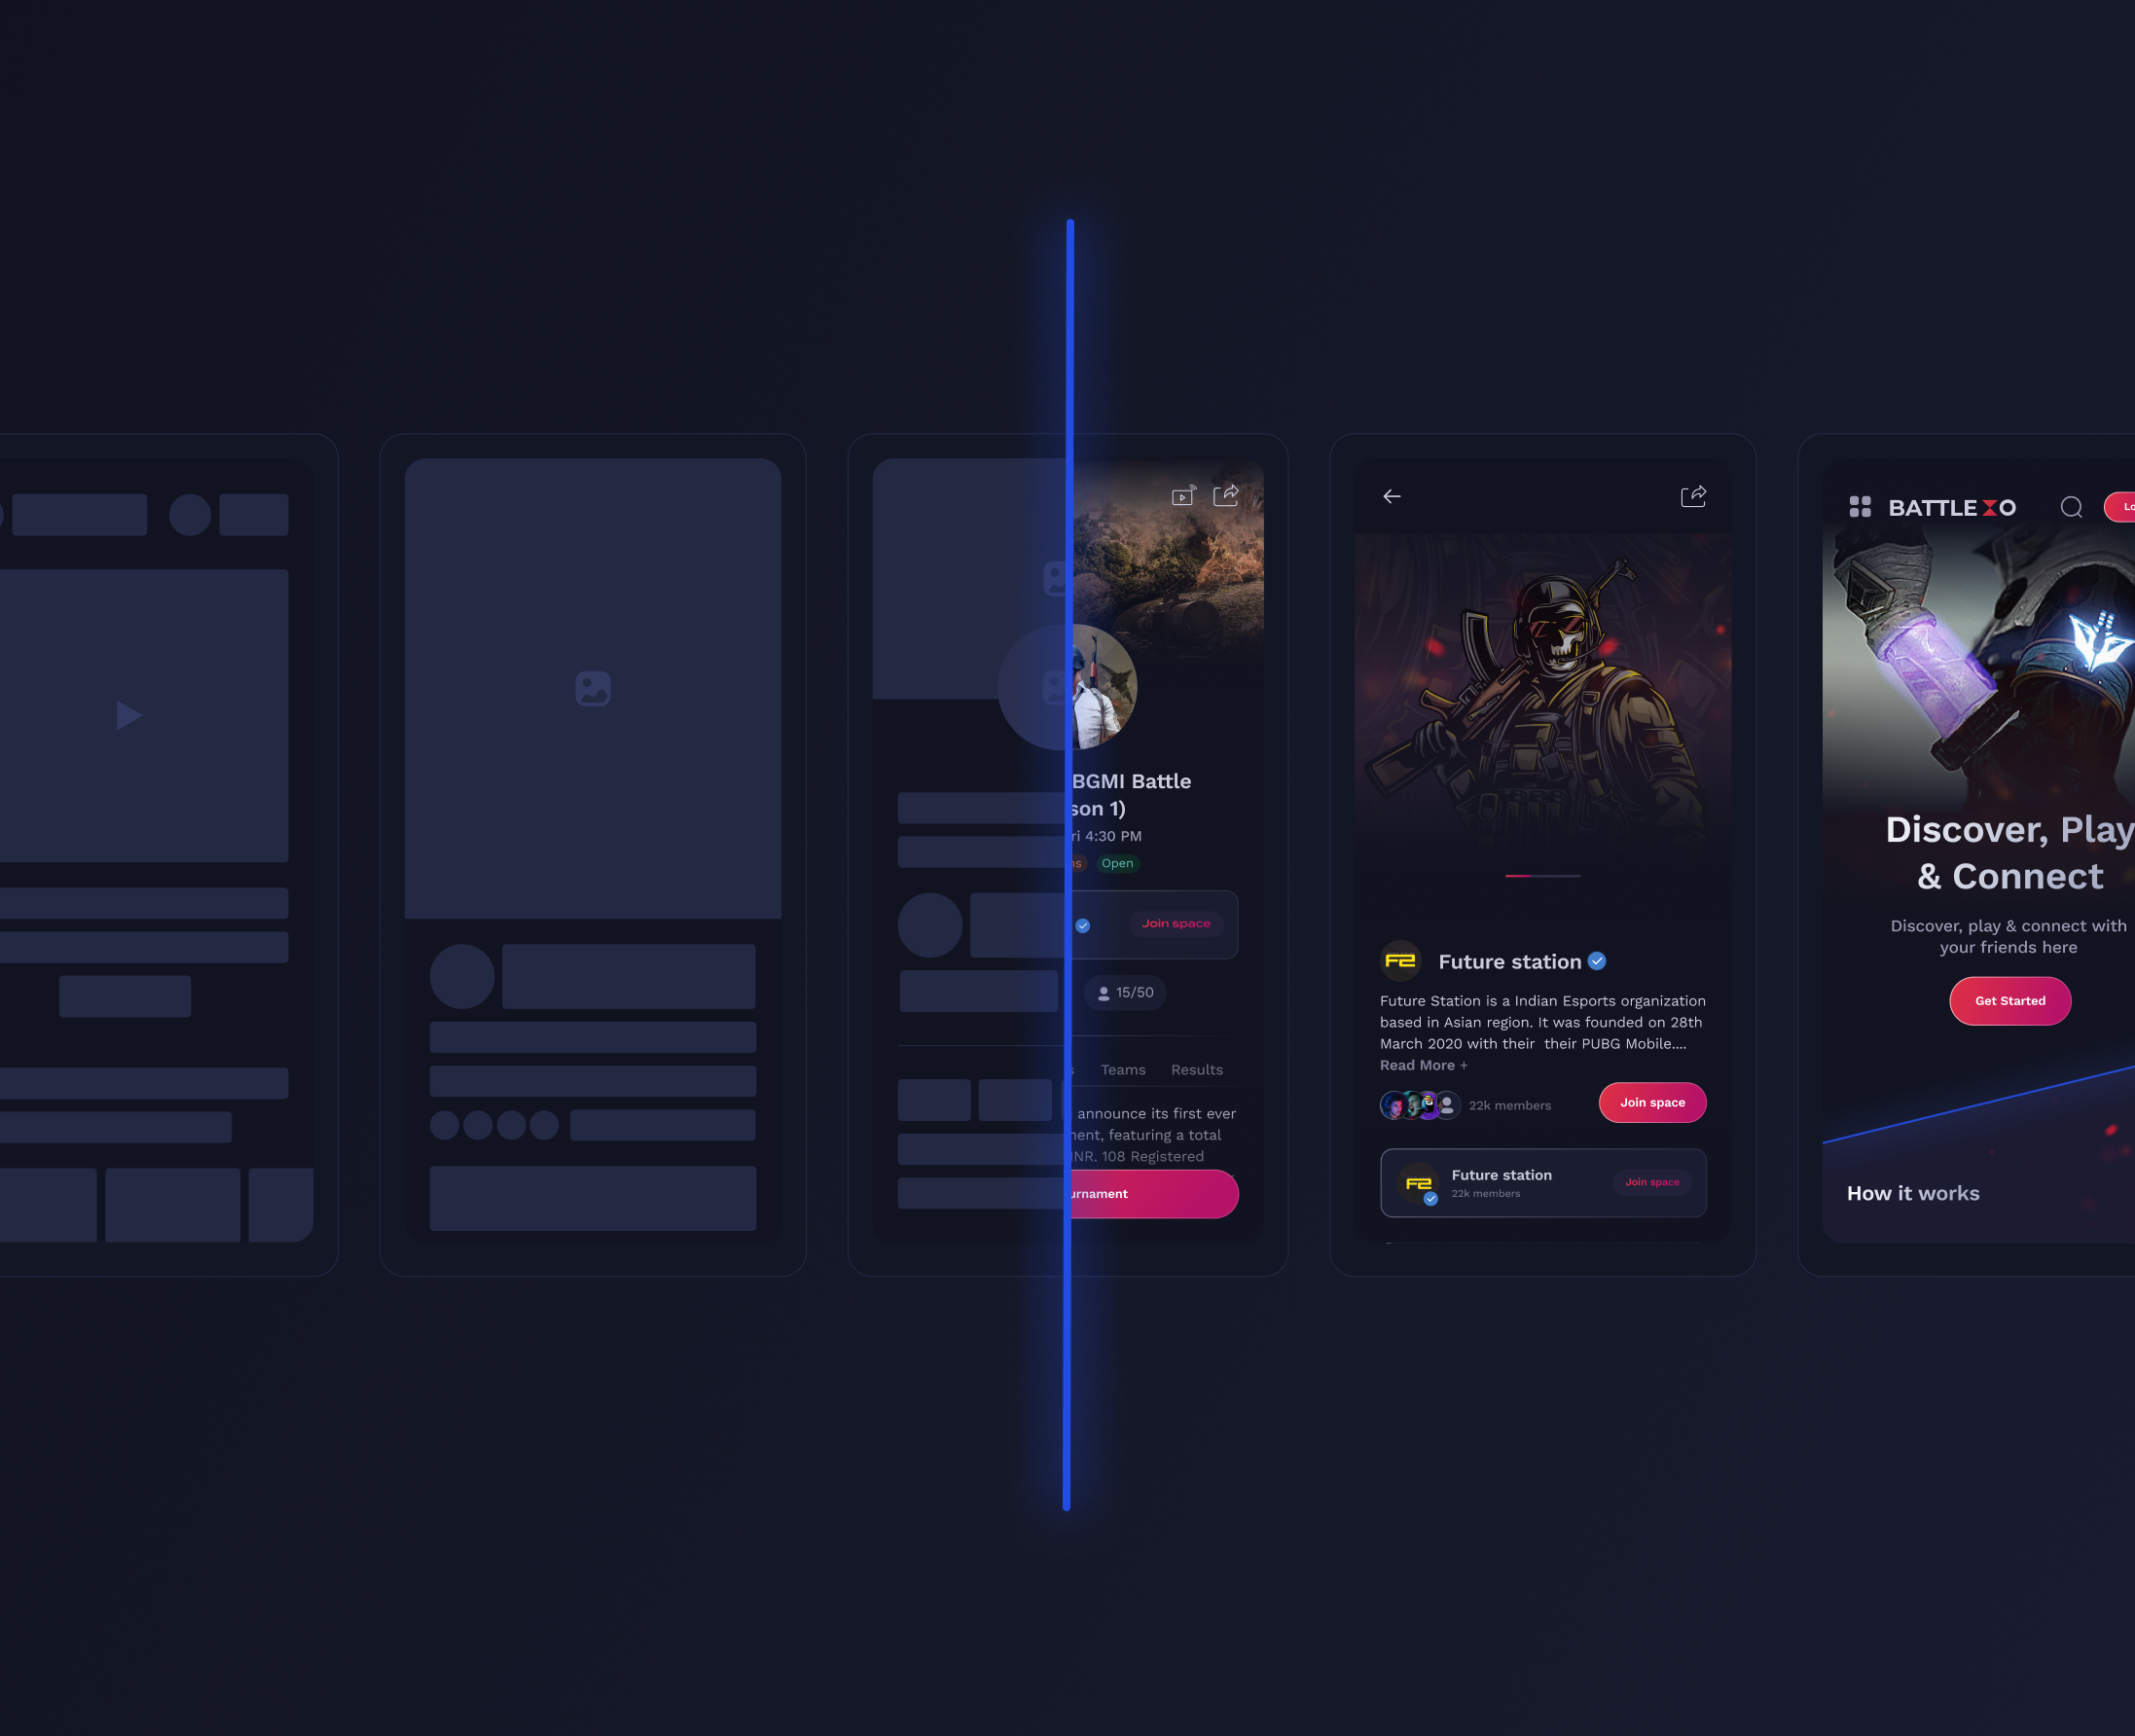 BGMI Battle
son 1)
ri 4:30 PM
ns Open
Join space
15/50
s Teams Results
announce its first ever
nent, featuring a total
INR. 108 Registered
urnament
F2 Future station
Future Station is a Indian Esports organization
based in Asian region. It was founded on 28th
March 2020 with their their PUBG Mobile....
Read More +
22k members Join space
F2 Future station
22k members
Join space
BATTLE XO Lo
Discover, Play
& Connect
Discover, play & connect with
your friends here
Get Started
How it works